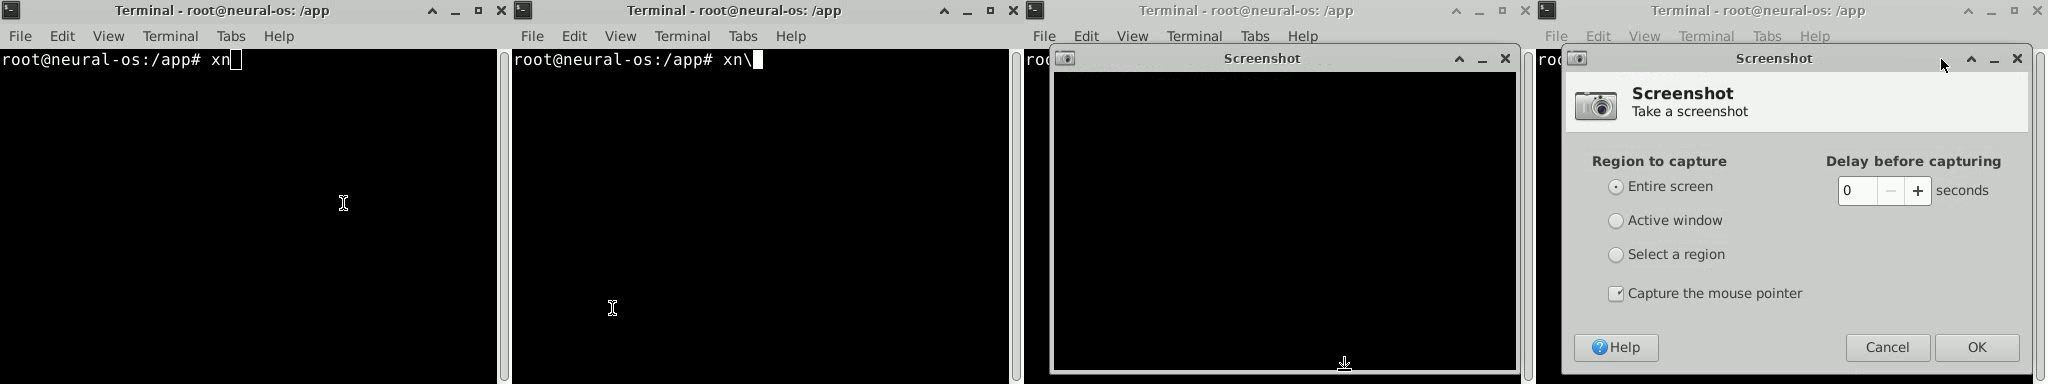 Terminal - root@neural-os: /app
File Edit View Terminal Tabs Help
root@neural-os:/app# xn
Terminal - root@neural-os: /app
File Edit View Terminal Tabs Help
root@neural-os:/app# xn\
Terminal - root@neural-os: /app
File Edit View Terminal Tabs Help
roo
Screenshot
Terminal - root@neural-os: /app
File Edit View Terminal Tabs Help
roo
Screenshot
Screenshot
Take a screenshot
Region to capture
Entire screen
Active window
Select a region
Capture the mouse pointer
Delay before capturing
0 seconds
Help
Cancel
OK